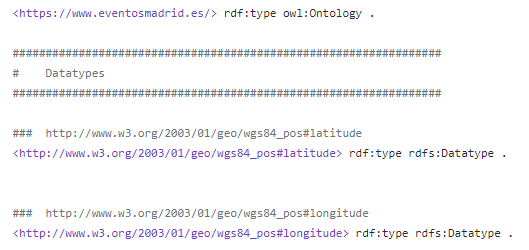 <https://www.eventosmadrid.es/> rdf:type owl:Ontology .
#################################################################
#    Datatypes
#################################################################
###  http://www.w3.org/2003/01/geo/wgs84_pos#latitude
<http://www.w3.org/2003/01/geo/wgs84_pos#latitude> rdf:type rdfs:Datatype .
###  http://www.w3.org/2003/01/geo/wgs84_pos#longitude
<http://www.w3.org/2003/01/geo/wgs84_pos#longitude> rdf:type rdfs:Datatype .